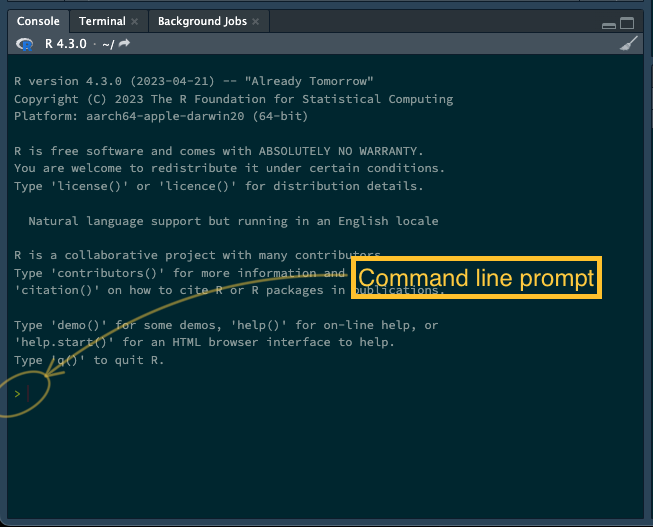 Console Terminal Background Jobs
R 4.3.0 · ~/
R version 4.3.0 (2023-04-21) -- "Already Tomorrow"
Copyright (C) 2023 The R Foundation for Statistical Computing
Platform: aarch64-apple-darwin20 (64-bit)
R is free software and comes with ABSOLUTELY NO WARRANTY.
You are welcome to redistribute it under certain conditions.
Type 'license()' or 'licence()' for distribution details.
Natural language support but running in an English locale
R is a collaborative project with many contributors.
Type 'contributors()' for more information and
Command line prompt
'citation()' on how to cite R or R packages in publications.
Type 'demo()' for some demos, 'help()' for on-line help, or
'help.start()' for an HTML browser interface to help.
Type 'q()' to quit R.
>